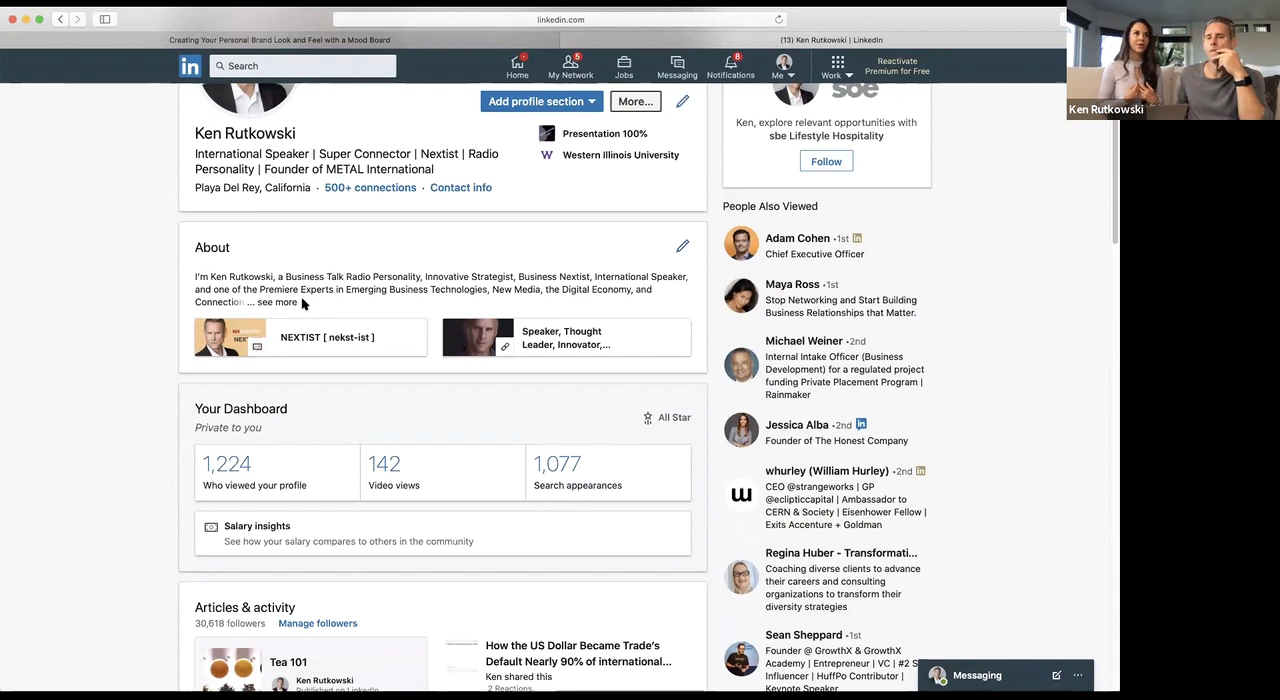 linkedin.com
Creating Your Personal Brand Look and Feel with a Mood Board
(13) Ken Rutkowski | LinkedIn
in
Search
Home
5
My Network
Jobs
Messaging
8
Notifications
Me
Work
Reactivate
Premium for Free
Ken Rutkowski
Add profile section
More...
Ken Rutkowski
International Speaker | Super Connector | Nextist | Radio
Personality | Founder of METAL International
Playa Del Rey, California · 500+ connections · Contact info
Presentation 100%
W Western Illinois University
sbe
Ken, explore relevant opportunities with
sbe Lifestyle Hospitality
Follow
About
I'm Ken Rutkowski, a Business Talk Radio Personality, Innovative Strategist, Business Nextist, International Speaker,
and one of the Premiere Experts in Emerging Business Technologies, New Media, the Digital Economy, and
Connection ... see more
NEXTIST [ nekst-ist ]
Speaker, Thought
Leader, Innovator,...
Your Dashboard
Private to you
All Star
1,224
Who viewed your profile
142
Video views
1,077
Search appearances
Salary insights
See how your salary compares to others in the community
Articles & activity
30,618 followers
Manage followers
Tea 101
Ken Rutkowski
Published on LinkedIn
How the US Dollar Became Trade's
Default Nearly 90% of international...
Ken shared this
2 Reactions
People Also Viewed
Adam Cohen •1st in
Chief Executive Officer
Maya Ross •1st
Stop Networking and Start Building
Business Relationships that Matter.
Michael Weiner •2nd
Internal Intake Officer (Business
Development) for a regulated project
funding Private Placement Program |
Rainmaker
Jessica Alba •2nd in
Founder of The Honest Company
w
whurley (William Hurley) •2nd in
CEO @strangeworks | GP
@eclipticcapital | Ambassador to
CERN & Society | Eisenhower Fellow |
Exits Accenture + Goldman
Regina Huber - Transformati...
Coaching diverse clients to advance
their careers and consulting
organizations to transform their
diversity strategies
Sean Sheppard •1st
Founder @ GrowthX & GrowthX
Academy | Entrepreneur | VC | #2 S
Influencer | HuffPo Contributor |
Keynote Speaker
Messaging